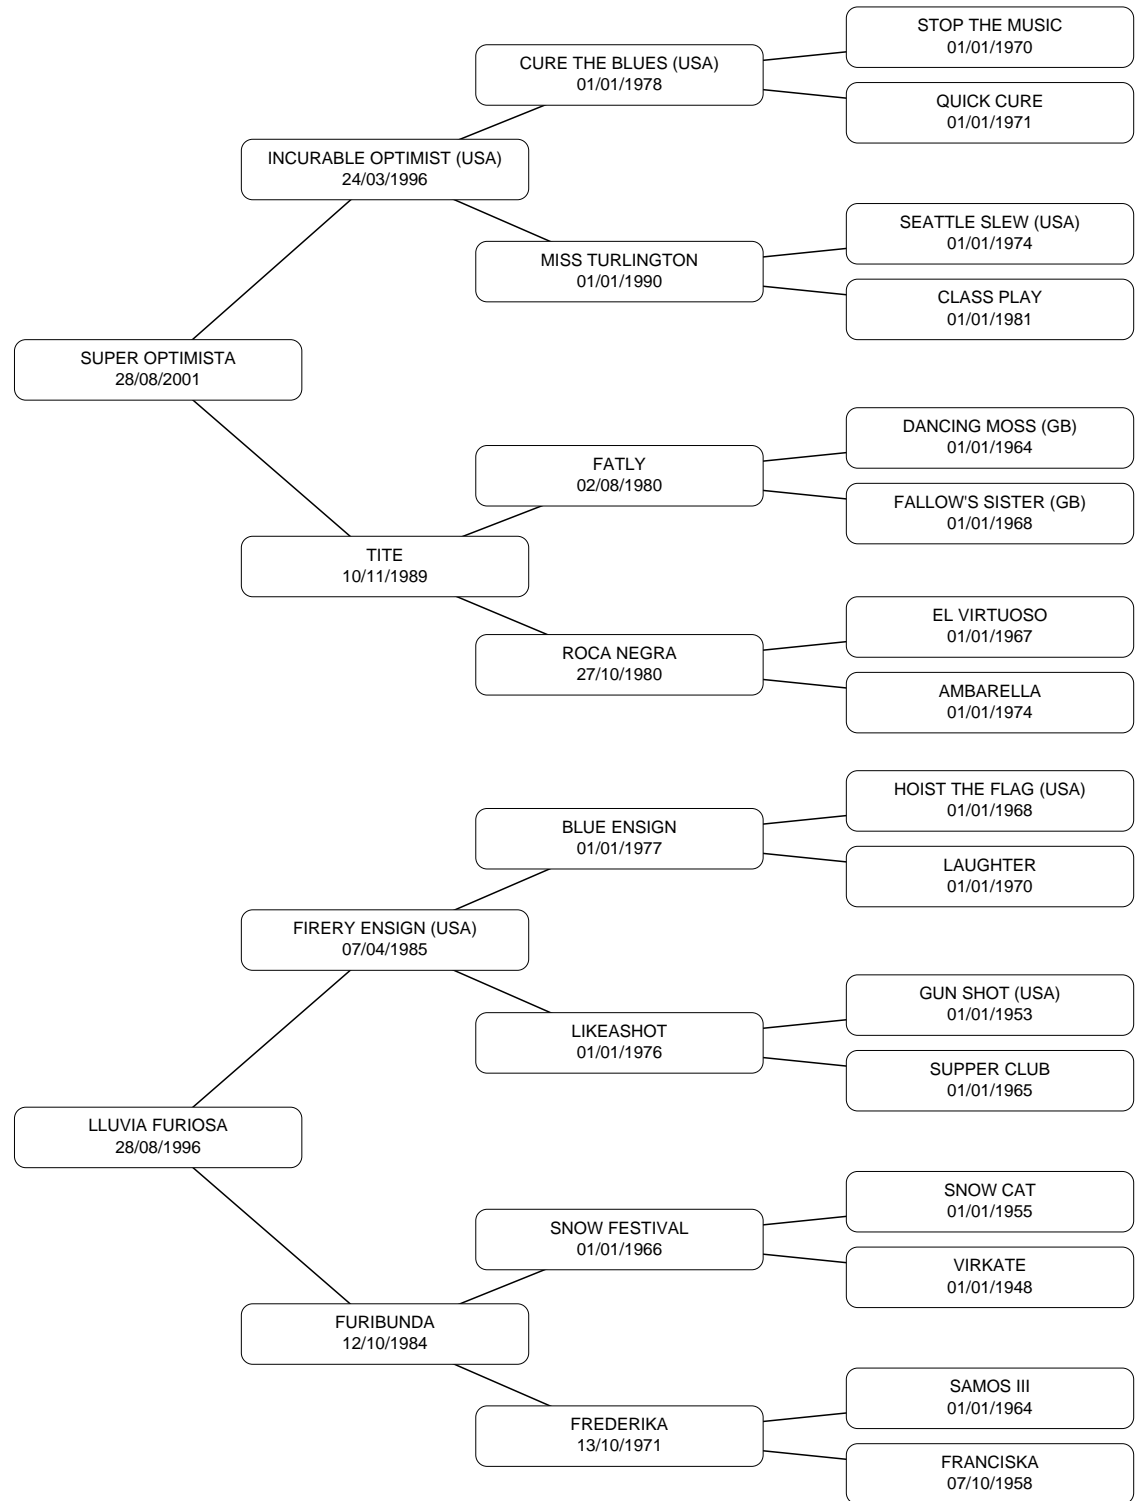 STOP THE MUSIC
01/01/1970
CURE THE BLUES (USA)
01/01/1978
QUICK CURE
01/01/1971
INCURABLE OPTIMIST (USA)
24/03/1996
SEATTLE SLEW (USA)
01/01/1974
MISS TURLINGTON
01/01/1990
CLASS PLAY
01/01/1981
SUPER OPTIMISTA
28/08/2001
DANCING MOSS (GB)
01/01/1964
FATLY
02/08/1980
FALLOW'S SISTER (GB)
01/01/1968
TITE
10/11/1989
EL VIRTUOSO
01/01/1967
ROCA NEGRA
27/10/1980
AMBARELLA
01/01/1974
HOIST THE FLAG (USA)
01/01/1968
BLUE ENSIGN
01/01/1977
LAUGHTER
01/01/1970
FIRERY ENSIGN (USA)
07/04/1985
GUN SHOT (USA)
01/01/1953
LIKEASHOT
01/01/1976
SUPPER CLUB
01/01/1965
LLUVIA FURIOSA
28/08/1996
SNOW CAT
01/01/1955
SNOW FESTIVAL
01/01/1966
VIRKATE
01/01/1948
FURIBUNDA
12/10/1984
SAMOS III
01/01/1964
FREDERIKA
13/10/1971
FRANCISKA
07/10/1958